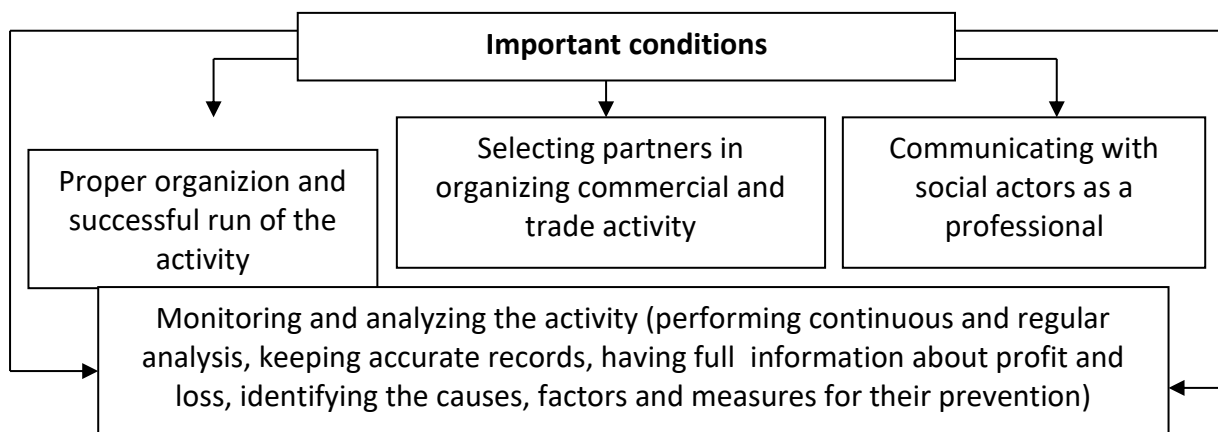 Important conditions
Proper organizion and
successful run of the
activity
Selecting partners in
organizing commercial and
trade activity
Communicating with
social actors as a
professional
Monitoring and analyzing the activity (performing continuous and regular
analysis, keeping accurate records, having full  information about profit and
loss, identifying the causes, factors and measures for their prevention)